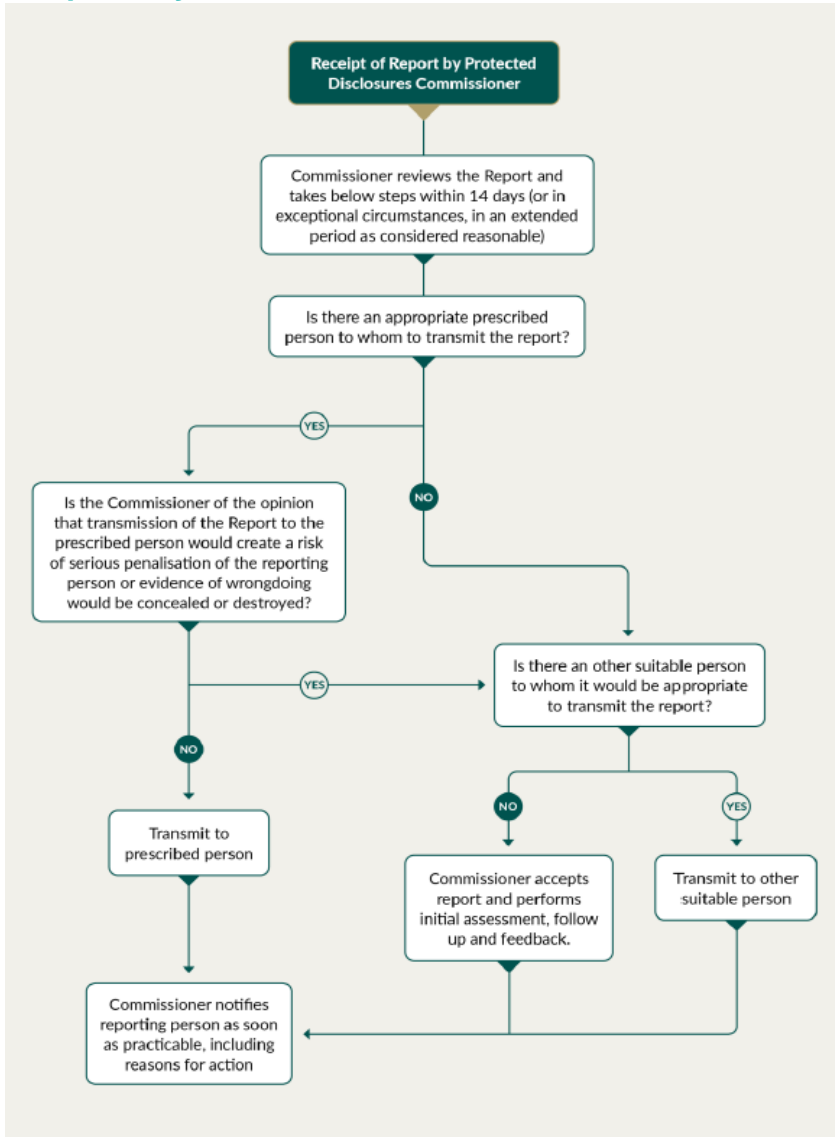 Receipt of Report by Protected
Disclosures Commissioner
Commissioner reviews the Report and
takes below steps within 14 days (or in
exceptional circumstances, in an extended
period as considered reasonable)
Is there an appropriate prescribed
person to whom to transmit the report?
YES
NO
Is the Commissioner of the opinion
that transmission of the Report to the
prescribed person would create a risk
of serious penalisation of the reporting
person or evidence of wrongdoing
would be concealed or destroyed?
YES
Is there an other suitable person
to whom it would be appropriate
to transmit the report?
NO
NO
YES
Transmit to
prescribed person
Commissioner accepts
report and performs
initial assessment, follow
up and feedback.
Transmit to other
suitable person
Commissioner notifies
reporting person as soon
as practicable, including
reasons for action